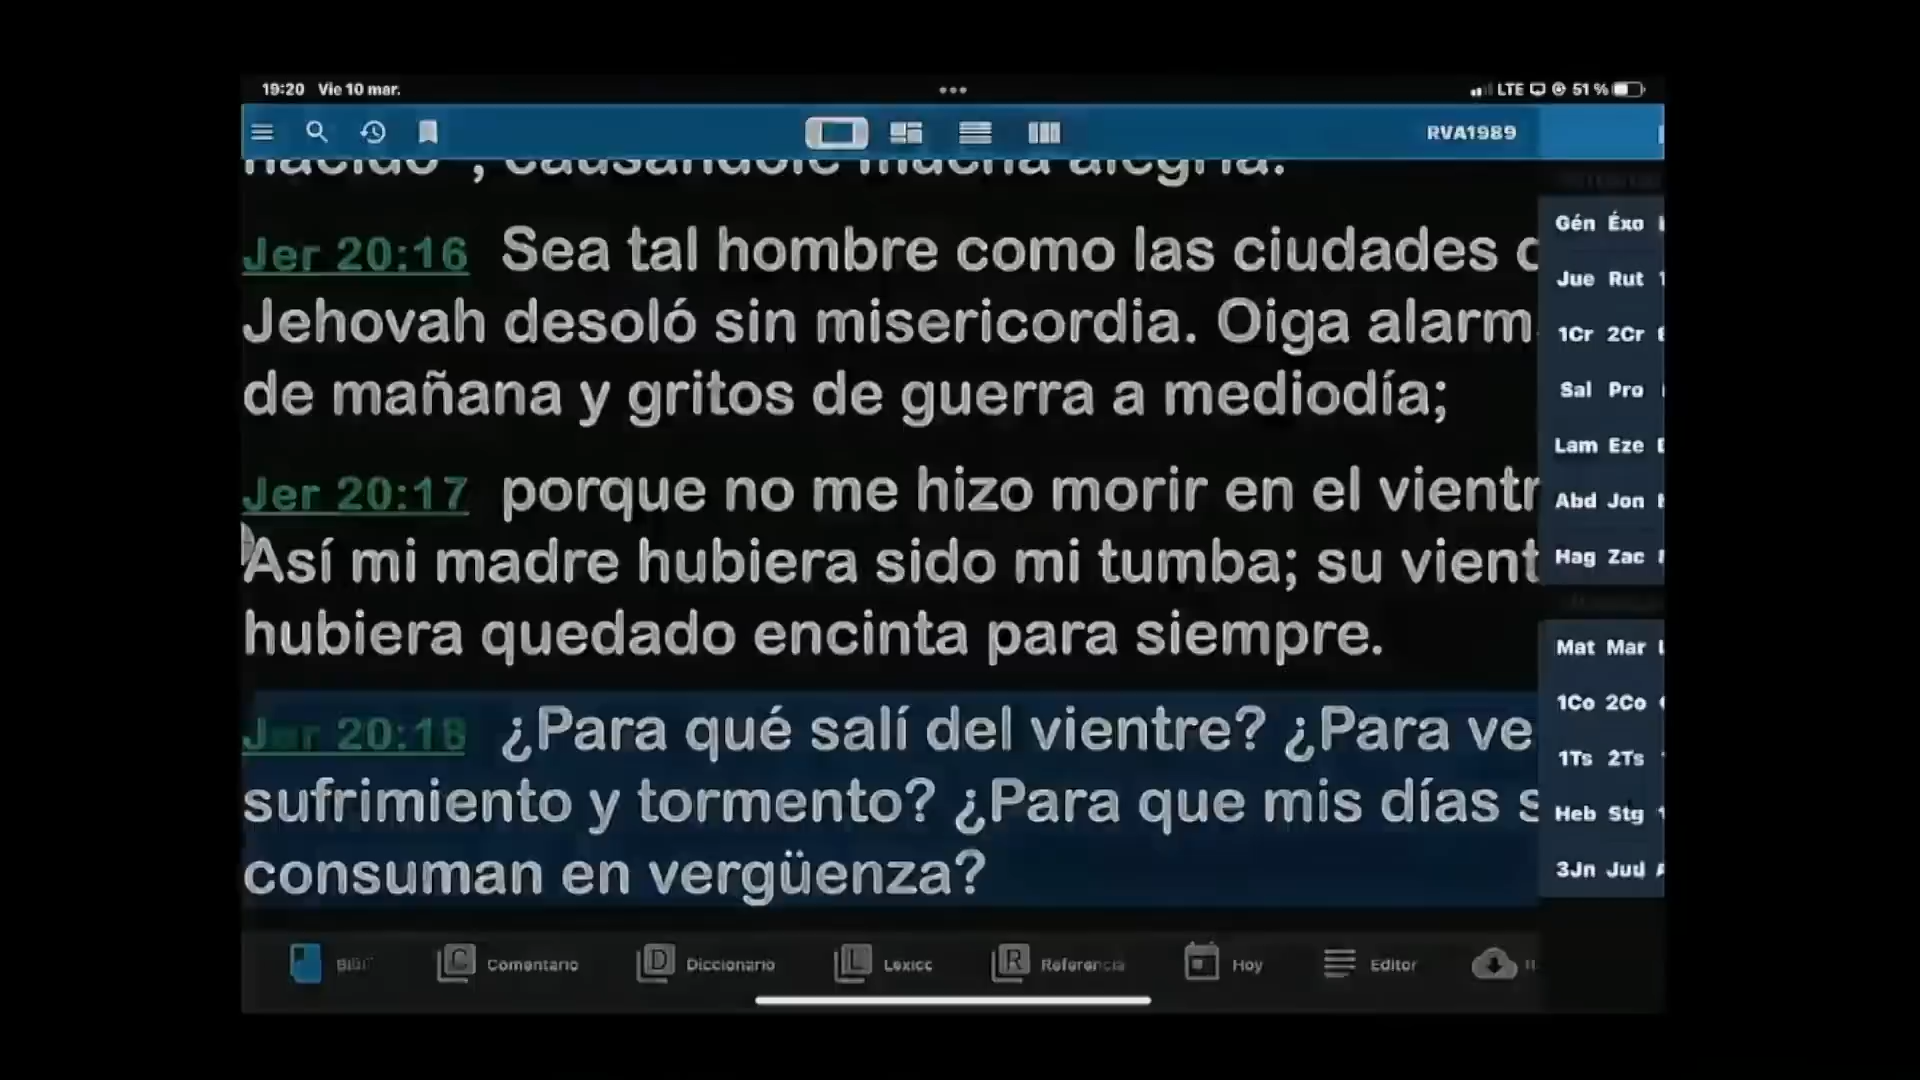 19:20 Vie 10 mar.
LTE 51 %
RVA1989
, causándole mucha alegría.
Jer 20:16 Sea tal hombre como las ciudades
Jehovah desoló sin misericordia. Oiga alarm
de mañana y gritos de guerra a mediodía;
Jer 20:17 porque no me hizo morir en el vientr
Así mi madre hubiera sido mi tumba; su vient
hubiera quedado encinta para siempre.
Jer 20:18 ¿Para qué salí del vientre? ¿Para ve
sufrimiento y tormento? ¿Para que mis días s
consuman en vergüenza?
Gén Éxo
Jue Rut
1Cr 2Cr
Sal Pro
Lam Eze
Abd Jon
Hag Zac
Mat Mar
1Co 2Co
1Ts 2Ts
Heb Stg
3Jn Jud
Comentario Diccionario Referencia Hoy Editor